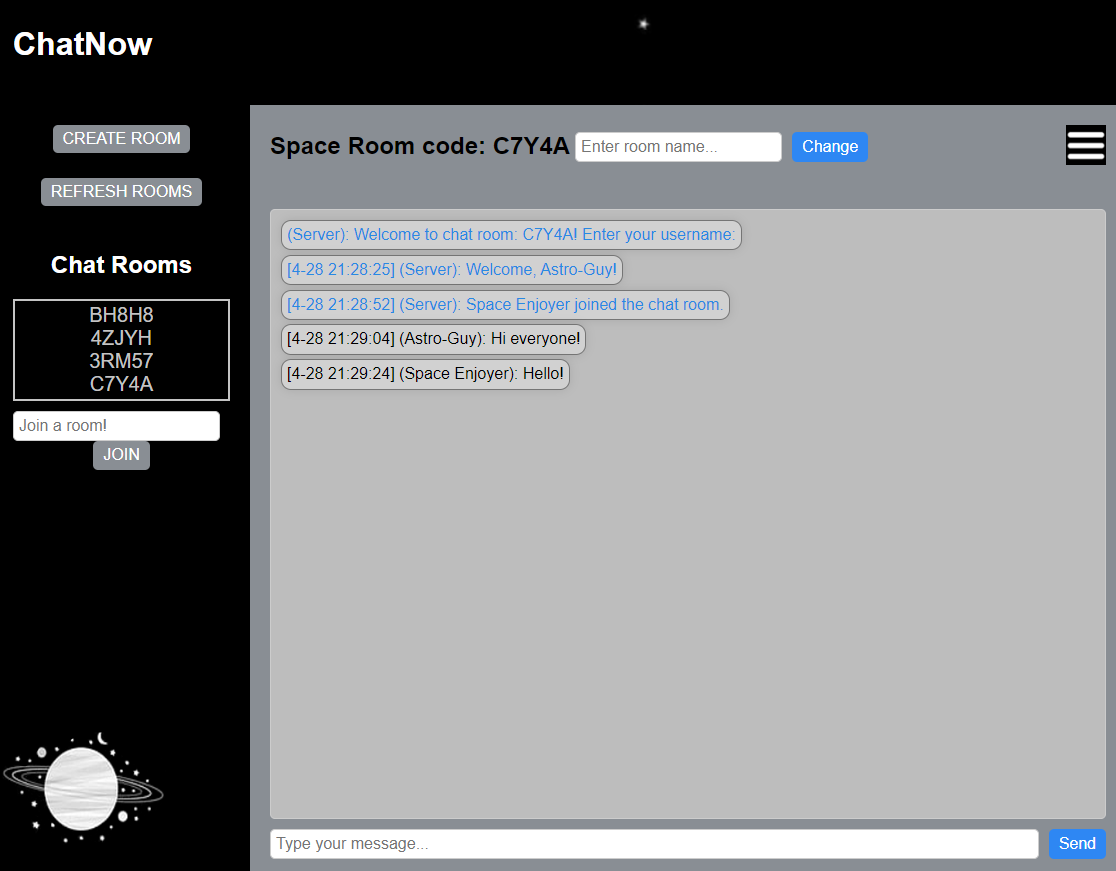 ChatNow
CREATE ROOM
REFRESH ROOMS
Chat Rooms
BH8H8
4ZJYH
3RM57
C7Y4A
Join a room!
JOIN
Space Room code: C7Y4A Enter room name... Change
(Server): Welcome to chat room: C7Y4A! Enter your username:
[4-28 21:28:25] (Server): Welcome, Astro-Guy!
[4-28 21:28:52] (Server): Space Enjoyer joined the chat room.
[4-28 21:29:04] (Astro-Guy): Hi everyone!
[4-28 21:29:24] (Space Enjoyer): Hello!
Type your message... Send